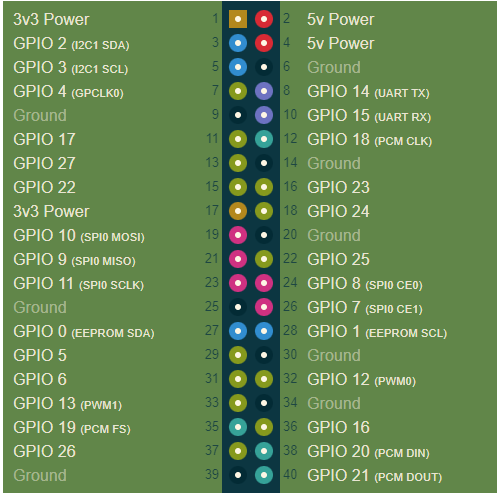 3v3 Power 1 2 5v Power
GPIO 2 (I2C1 SDA) 3 4 5v Power
GPIO 3 (I2C1 SCL) 5 6 Ground
GPIO 4 (GPCLK0) 7 8 GPIO 14 (UART TX)
Ground 9 10 GPIO 15 (UART RX)
GPIO 17 11 12 GPIO 18 (PCM CLK)
GPIO 27 13 14 Ground
GPIO 22 15 16 GPIO 23
3v3 Power 17 18 GPIO 24
GPIO 10 (SPI0 MOSI) 19 20 Ground
GPIO 9 (SPI0 MISO) 21 22 GPIO 25
GPIO 11 (SPI0 SCLK) 23 24 GPIO 8 (SPI0 CE0)
Ground 25 26 GPIO 7 (SPI0 CE1)
GPIO 0 (EEPROM SDA) 27 28 GPIO 1 (EEPROM SCL)
GPIO 5 29 30 Ground
GPIO 6 31 32 GPIO 12 (PWM0)
GPIO 13 (PWM1) 33 34 Ground
GPIO 19 (PCM FS) 35 36 GPIO 16
GPIO 26 37 38 GPIO 20 (PCM DIN)
Ground 39 40 GPIO 21 (PCM DOUT)